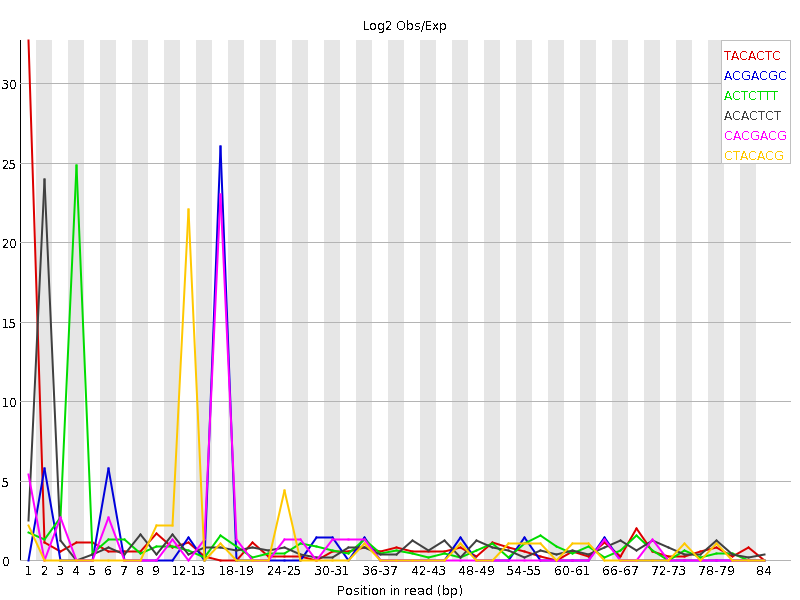 Log2 Obs/Exp
TACACTC
ACGACGC
ACTCTTT
ACACTCT
CACGACG
CTACACG
30
25
20
15
10
5
0
1 2 3 4 5 6 7 8 9 12-13 18-19 24-25 30-31 36-37 42-43 48-49 54-55 60-61 66-67 72-73 78-79 84
Position in read (bp)